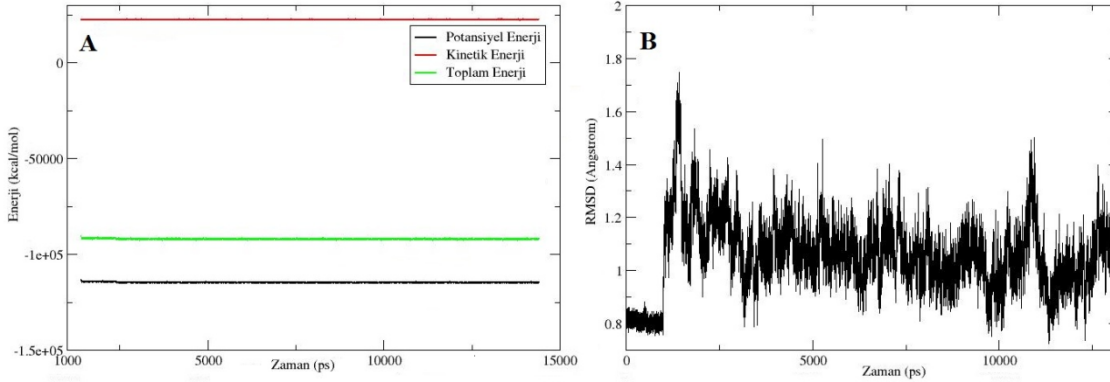 A
Potansiyel Enerji
Kinetik Enerji
Toplam Enerji
0
-50000
-1e+05
-1.5e+05
Enerji (kcal/mol)
1000
5000
10000
15000
Zaman (ps)
B
2
1.8
1.6
1.4
1.2
1
0.8
RMSD (Angstrom)
0
5000
10000
Zaman (ps)